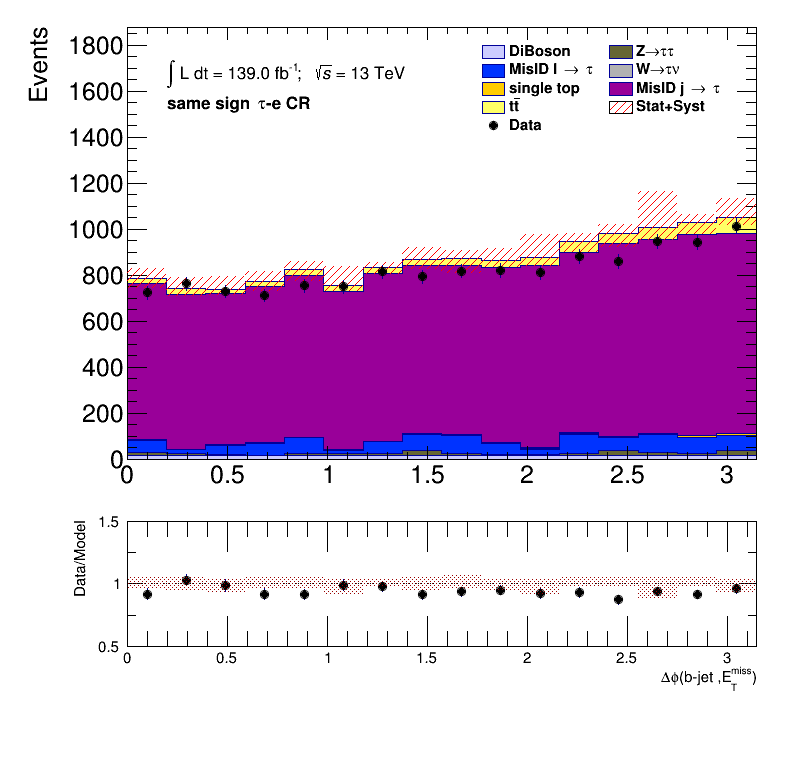 Events
1800
1600
1400
1200
1000
800
600
400
200
0
∫ L dt = 139.0 fb⁻¹; √s = 13 TeV
same sign τ-e CR
DiBoson
Z→ττ
MisID l → τ
W→τν
single top
MisID j → τ
tt̄
Stat+Syst
Data
0 0.5 1 1.5 2 2.5 3
Data/Model
1.5
1
0.5
0 0.5 1 1.5 2 2.5 3
Δφ(b-jet ,E_T^miss)